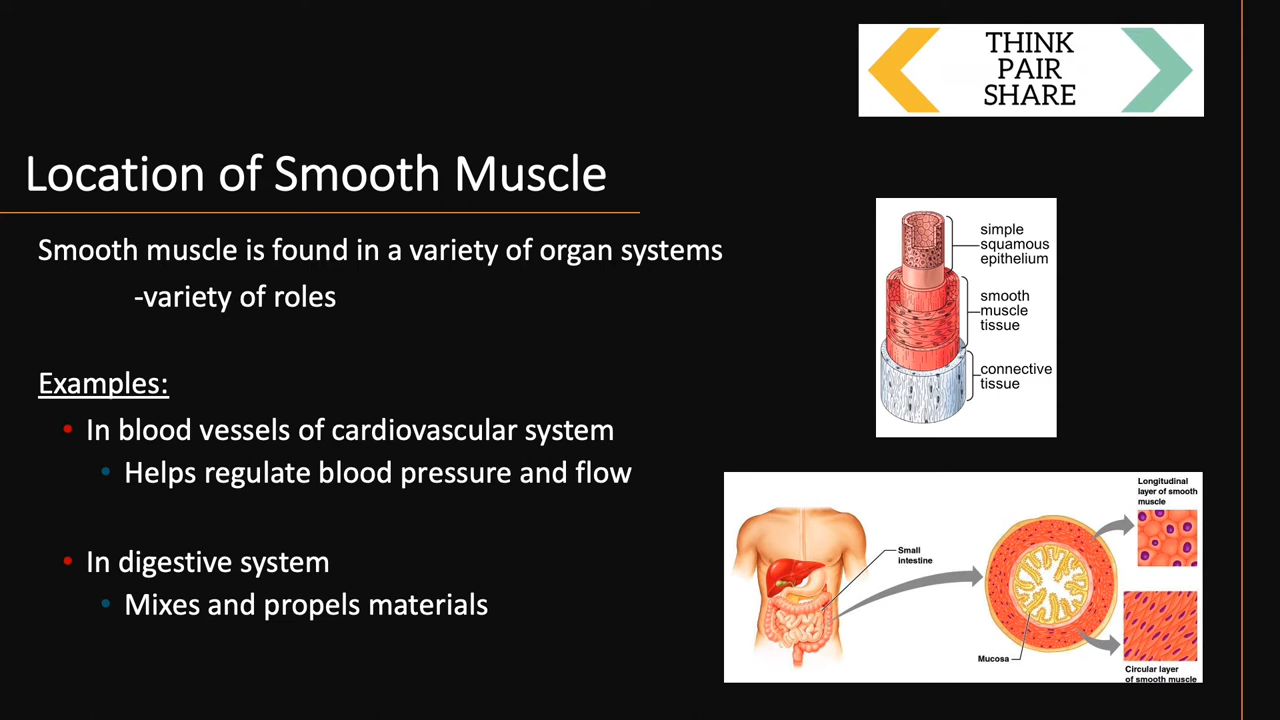 THINK
PAIR
SHARE
Location of Smooth Muscle
Smooth muscle is found in a variety of organ systems
-variety of roles
Examples:
• In blood vessels of cardiovascular system
• Helps regulate blood pressure and flow
• In digestive system
• Mixes and propels materials
simple
squamous
epithelium
smooth
muscle
tissue
connective
tissue
Small
intestine
Mucosa
Longitudinal
layer of smooth
muscle
Circular layer
of smooth muscle